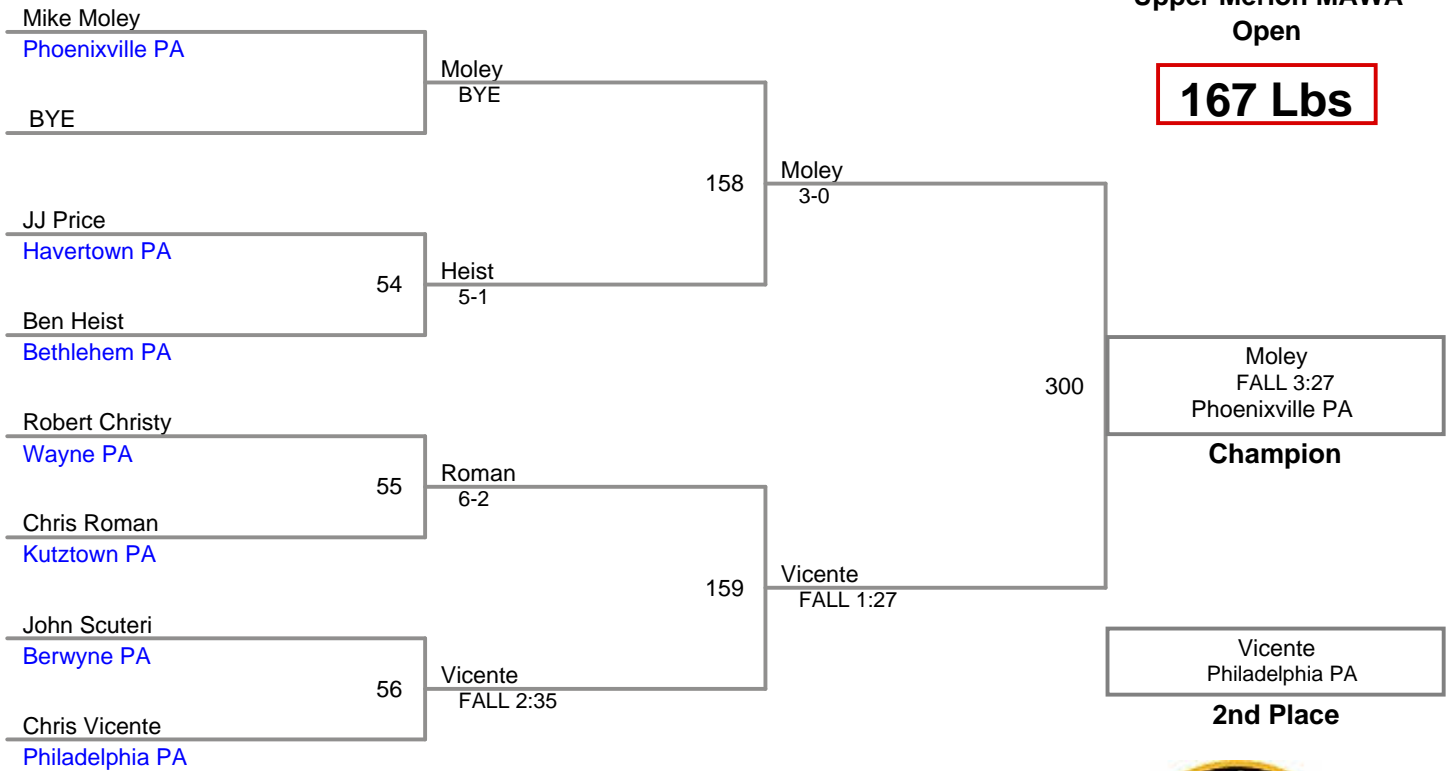 Upper Merion MAWA
Open
167 Lbs
Mike Moley
Phoenixville PA
BYE
JJ Price
Havertown PA
54
Ben Heist
Bethlehem PA
Robert Christy
Wayne PA
55
Chris Roman
Kutztown PA
John Scuteri
Berwyne PA
56
Chris Vicente
Philadelphia PA
Moley
BYE
158
Heist
5-1
Roman
6-2
159
Vicente
FALL 2:35
Moley
3-0
300
Vicente
FALL 1:27
Moley
FALL 3:27
Phoenixville PA
Champion
Vicente
Philadelphia PA
2nd Place